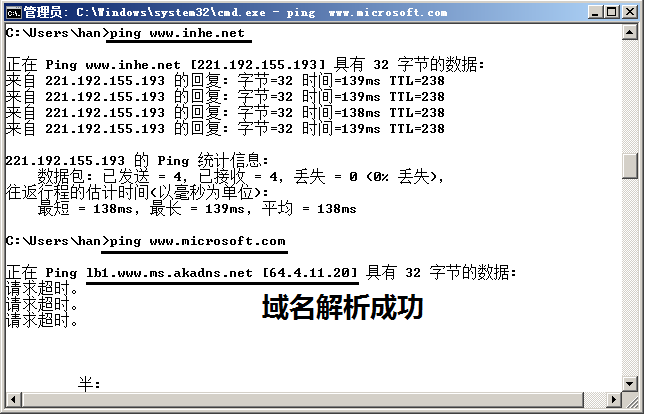 管理员: C:\Windows\system32\cmd.exe - ping  www.microsoft.com
C:\Users\han>ping www.inhe.net
正在 Ping www.inhe.net [221.192.155.193] 具有 32 字节的数据:
来自 221.192.155.193 的回复: 字节=32 时间=139ms TTL=238
来自 221.192.155.193 的回复: 字节=32 时间=139ms TTL=238
来自 221.192.155.193 的回复: 字节=32 时间=138ms TTL=238
来自 221.192.155.193 的回复: 字节=32 时间=139ms TTL=238
221.192.155.193 的 Ping 统计信息:
数据包: 已发送 = 4, 已接收 = 4, 丢失 = 0 (0% 丢失),
往返行程的估计时间(以毫秒为单位):
最短 = 138ms, 最长 = 139ms, 平均 = 138ms
C:\Users\han>ping www.microsoft.com
正在 Ping lb1.www.ms.akadns.net [64.4.11.20] 具有 32 字节的数据:
请求超时。
请求超时。
请求超时。
域名解析成功
半: